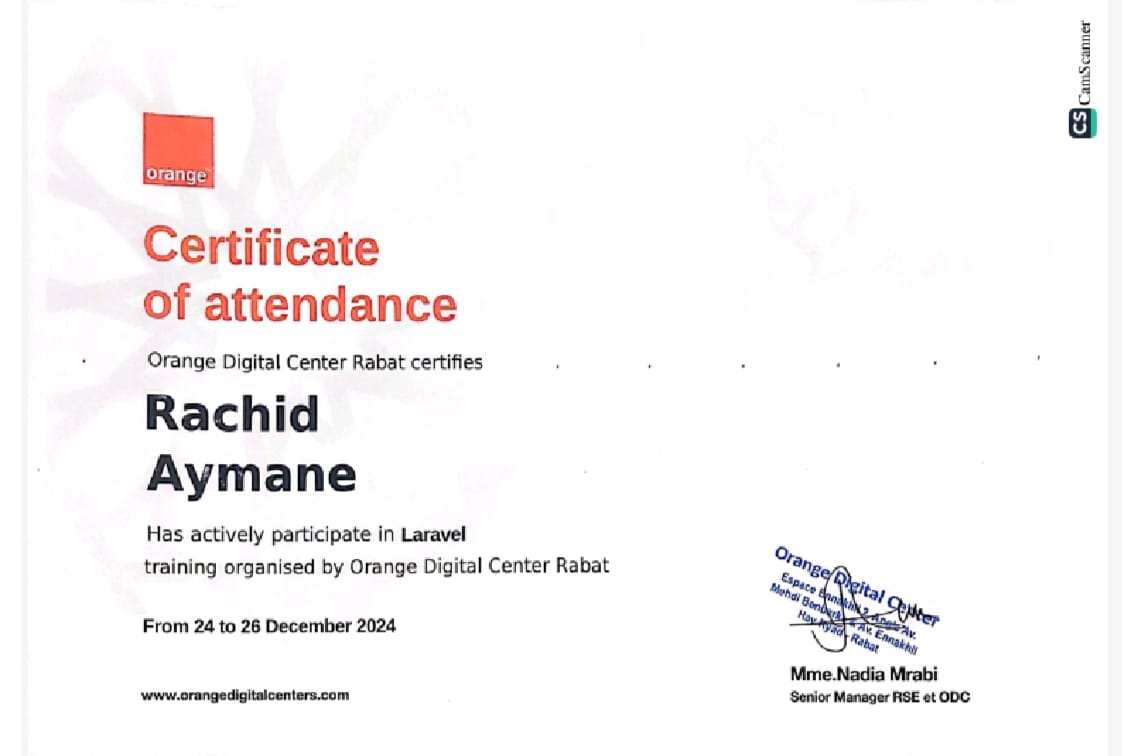 CS CamScanner
orange
Certificate
of attendance
Orange Digital Center Rabat certifies
Rachid
Aymane
Has actively participate in Laravel
training organised by Orange Digital Center Rabat
From 24 to 26 December 2024
www.orangedigitalcenters.com
Orange Digital Center
Espace Ennakhil 2 Angle Av.
Mehdi Benbarka & Av. Ennakhil
Hay Ryad - Rabat
Mme.Nadia Mrabi
Senior Manager RSE et ODC